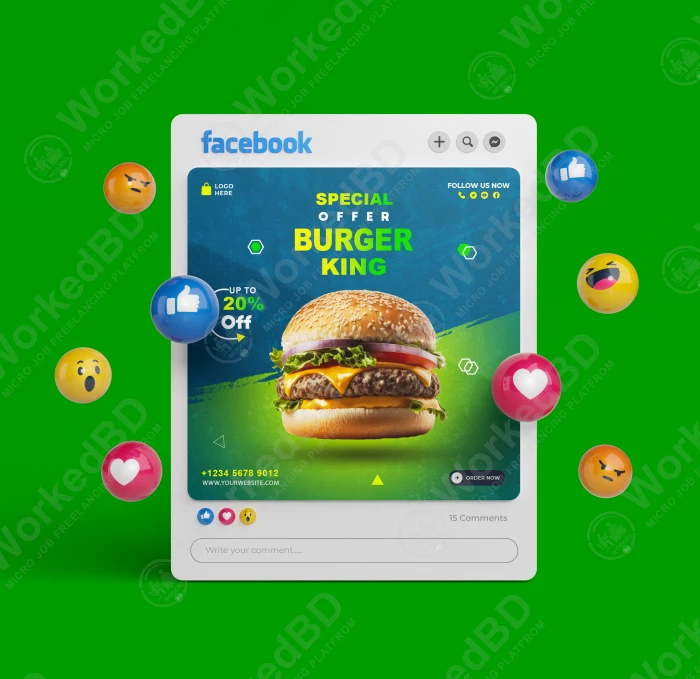 facebook
LOGO
HERE
FOLLOW US NOW
SPECIAL
OFFER
BURGER
KING
UP TO
20%
Off
+1234 5678 9012
WWW.YOURWEBSITE.COM
ORDER NOW
15 Comments
Write your comment....
WorkedBD
MICRO JOB FREELANCING PLATFROM